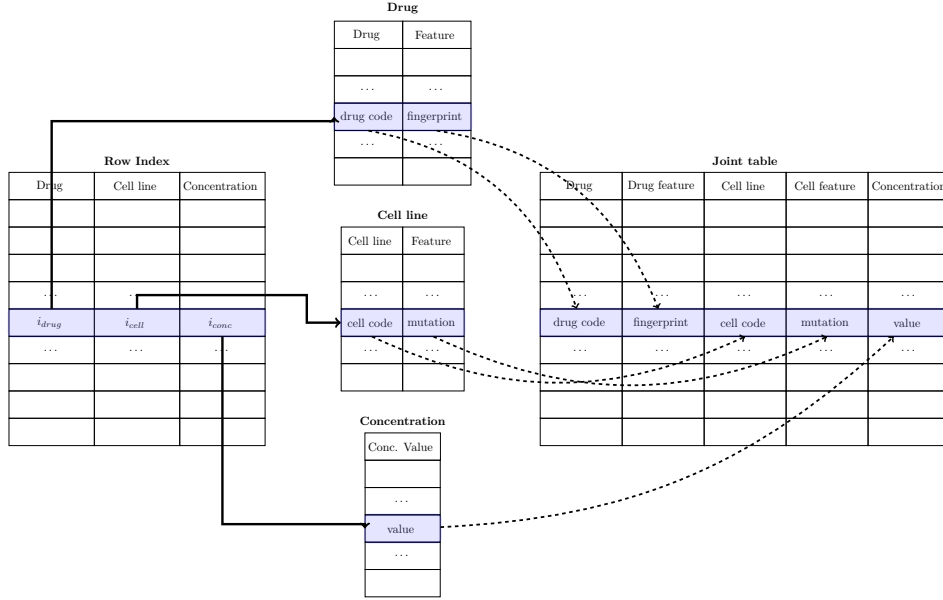 Drug
Drug Feature
... ...
drug code fingerprint
... ...
Row Index
Drug Cell line Concentration
... ... ...
i_drug i_cell i_conc
... ... ...
Cell line
Cell line Feature
... ...
cell code mutation
... ...
Concentration
Conc. Value
...
value
...
Joint table
Drug Drug feature Cell line Cell feature Concentration
... ... ... ... ...
drug code fingerprint cell code mutation value
... ... ... ... ...